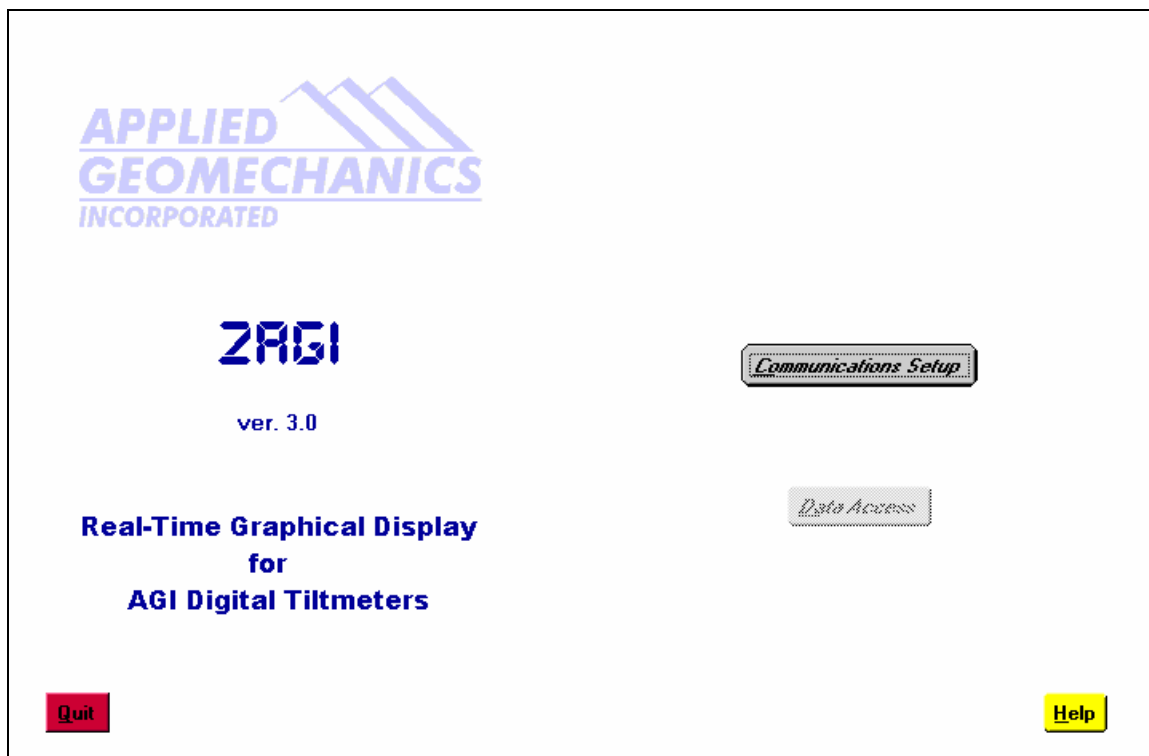 APPLIED
GEOMECHANICS
INCORPORATED
ZAGI
ver. 3.0
Real-Time Graphical Display
for
AGI Digital Tiltmeters
Communications Setup
Data Access
Quit
Help